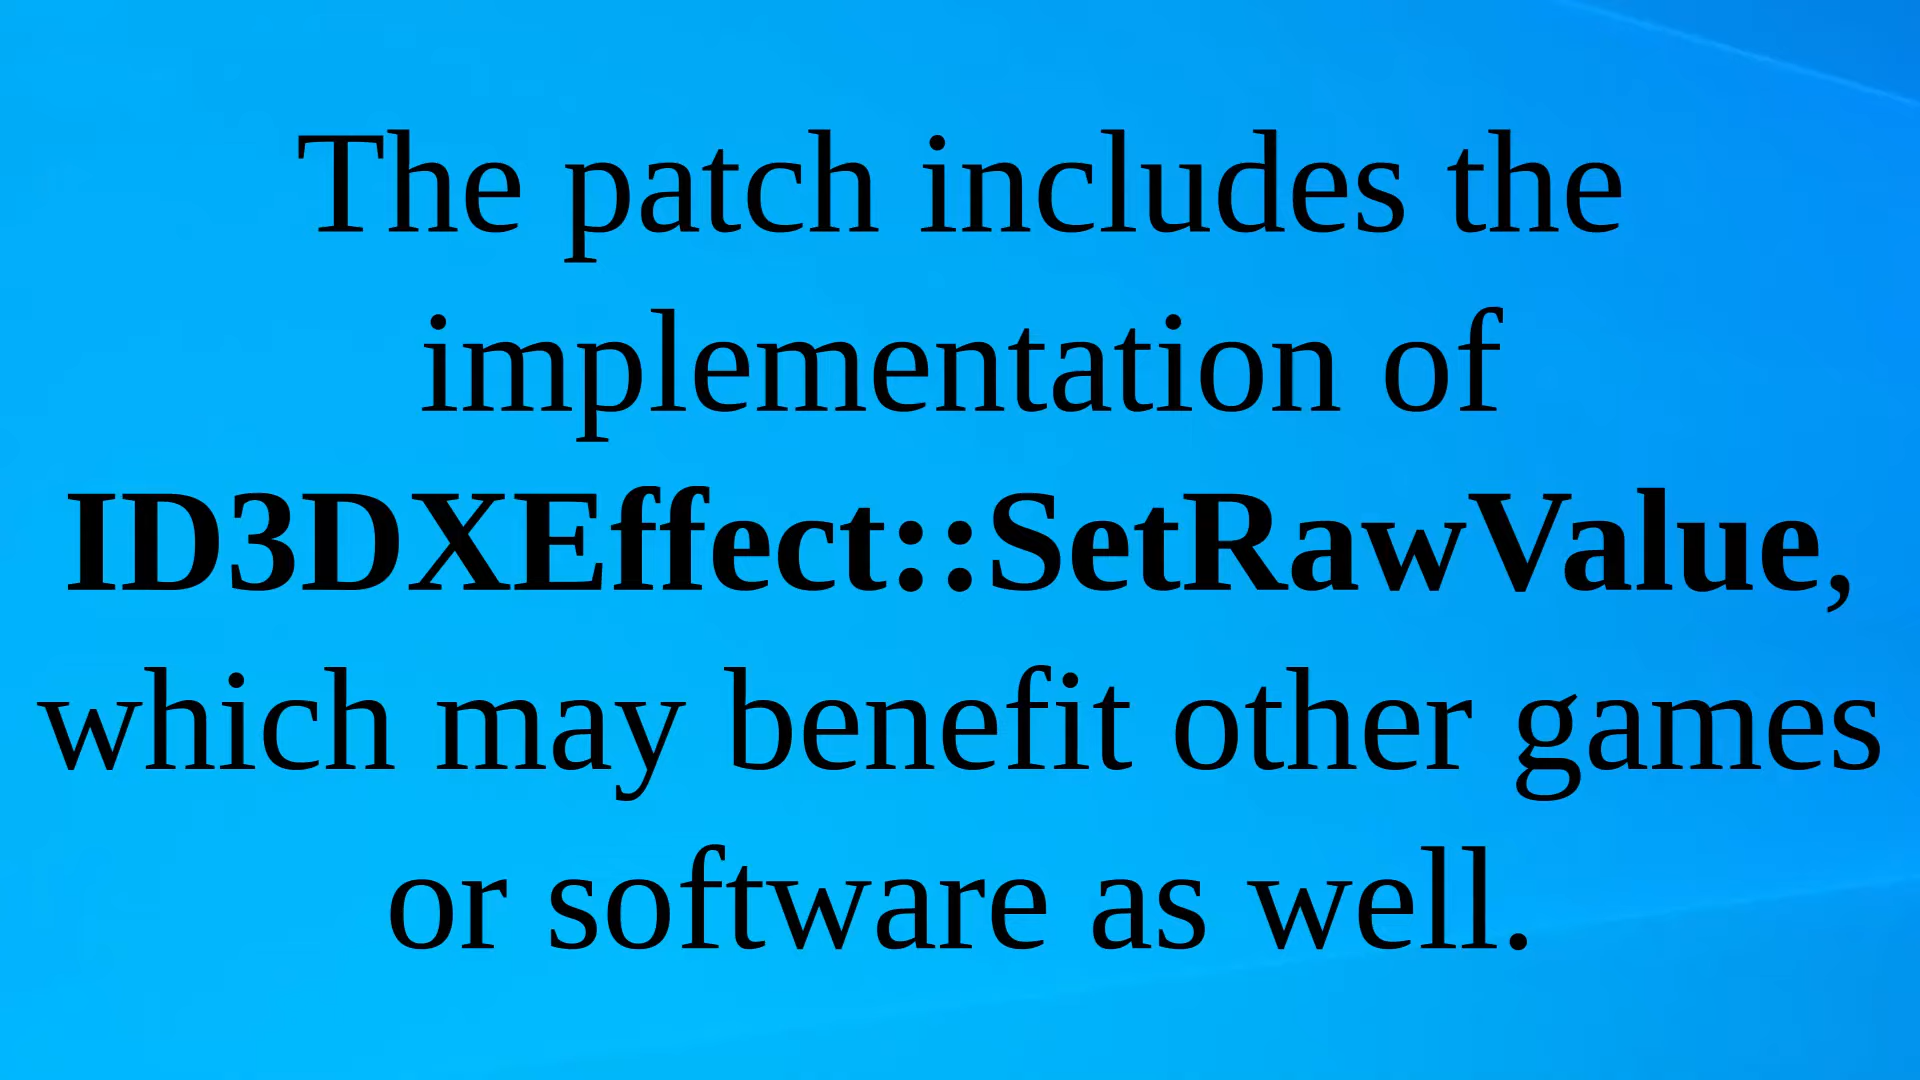 The patch includes the
implementation of
ID3DXEffect::SetRawValue,
which may benefit other games
or software as well.